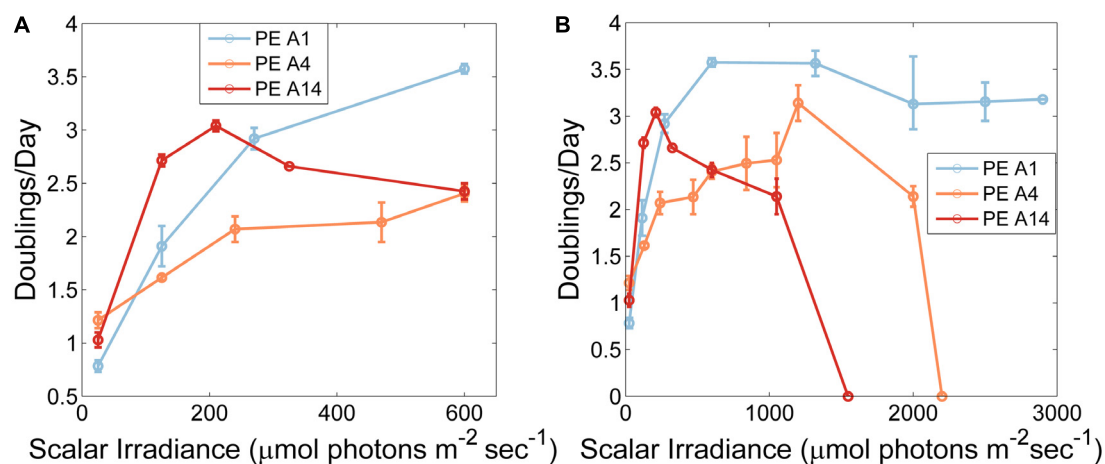 A
4
3.5
3
2.5
2
1.5
1
0.5
Doublings/Day
PE A1
PE A4
PE A14
0 200 400 600
Scalar Irradiance (μmol photons m⁻² sec⁻¹)
B
4
3.5
3
2.5
2
1.5
1
0.5
0
Doublings/Day
PE A1
PE A4
PE A14
0 1000 2000 3000
Scalar Irradiance (μmol photons m⁻²sec⁻¹)